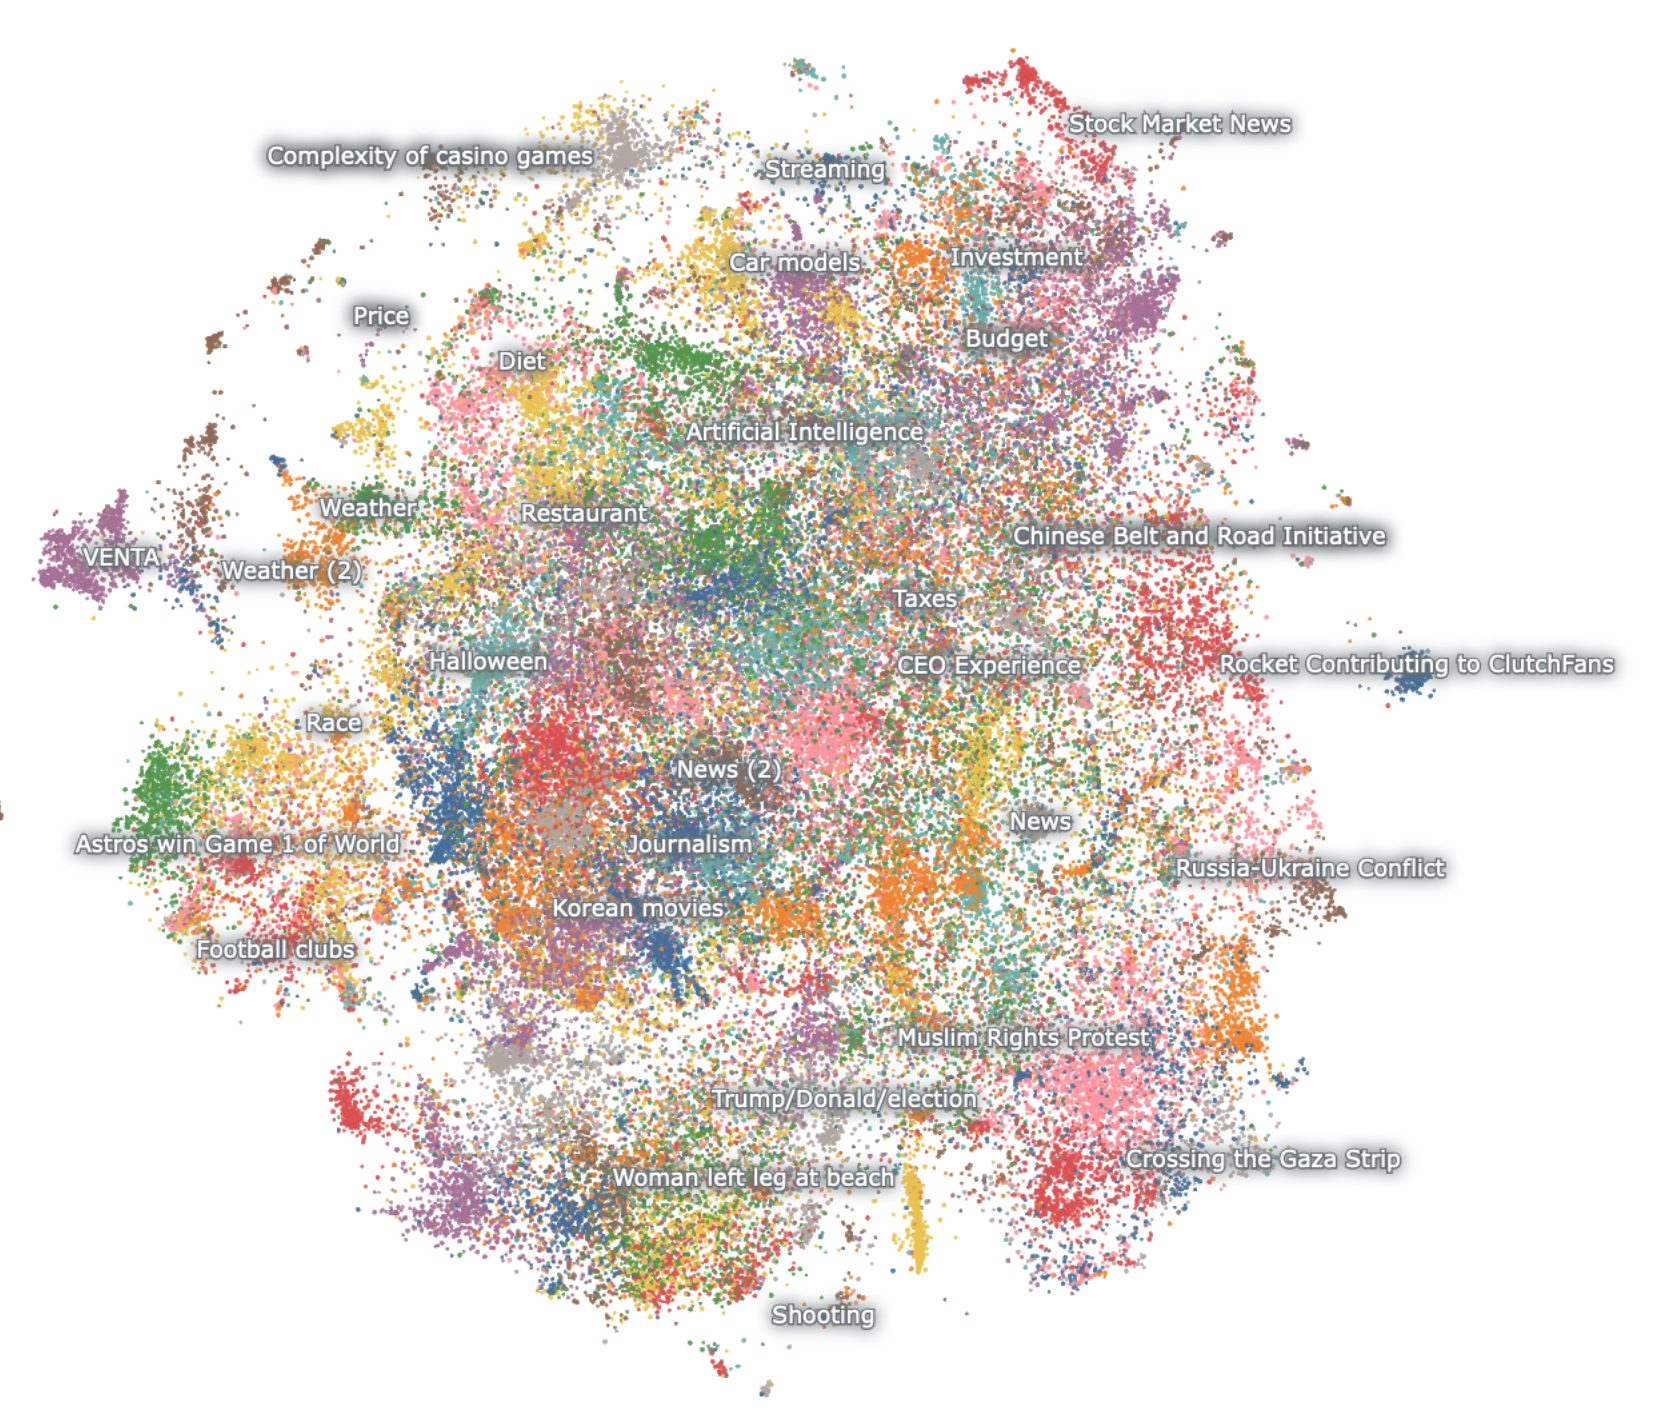 Stock Market News
Complexity of casino games
Streaming
Investment
Car models
Price
Budget
Diet
Artificial Intelligence
Weather
Restaurant
Chinese Belt and Road Initiative
VENTA
Weather (2)
Taxes
Halloween
CEO Experience
Rocket Contributing to ClutchFans
Race
News (2)
News
Astros win Game 1 of World
Journalism
Russia-Ukraine Conflict
Korean movies
Football clubs
Muslim Rights Protest
Trump/Donald/election
Crossing the Gaza Strip
Woman left leg at beach
Shooting